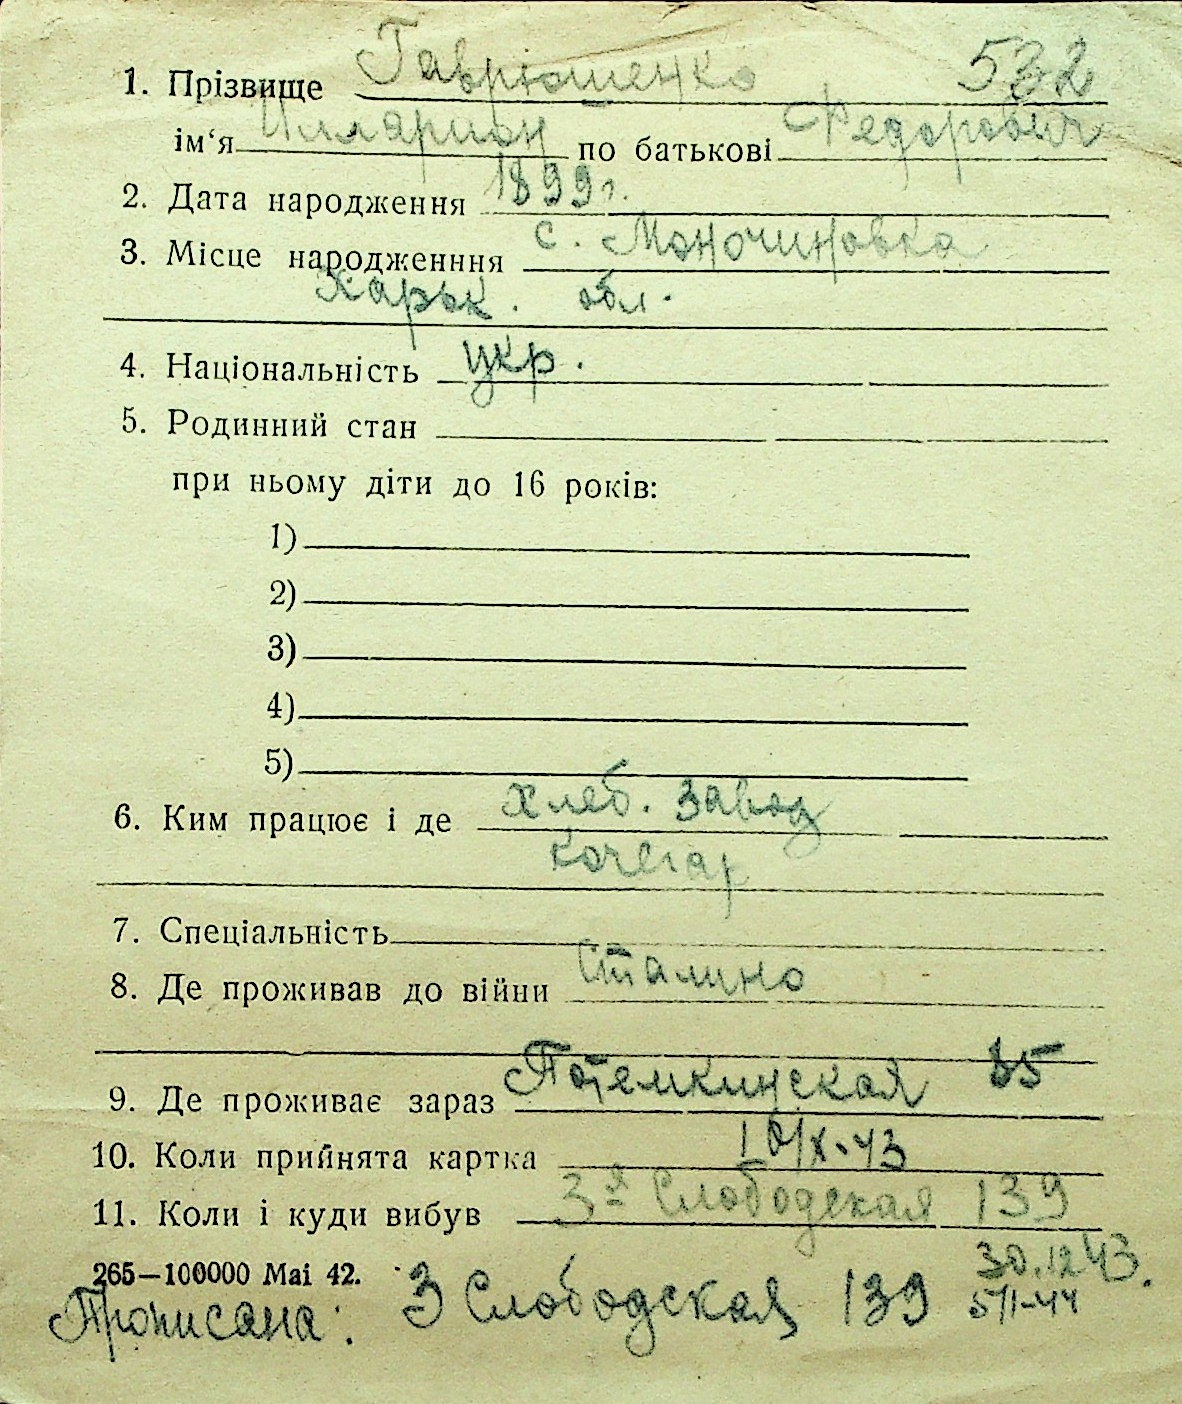 1. Прізвище Гаврюшенко 532
ім‘я Илларион по батькові Федорович
2. Дата народження 1899 г.
3. Місце народженння с. Моночиновка
Харьк. обл.
4. Національність укр.
5. Родинний стан
при ньому діти до 16 років:
1)
2)
3)
4)
5)
6. Ким працює і де хлеб. завод
кочегар
7. Спеціальність
8. Де проживав до війни Сталино
9. Де проживає зараз Потемкинская 85
10. Коли прийнята картка
11. Коли і куди вибув 3я Слободская 139
30.12 43.
265—100000 Mai 42.
Прописана: 3 Слободская 139 5/I-44